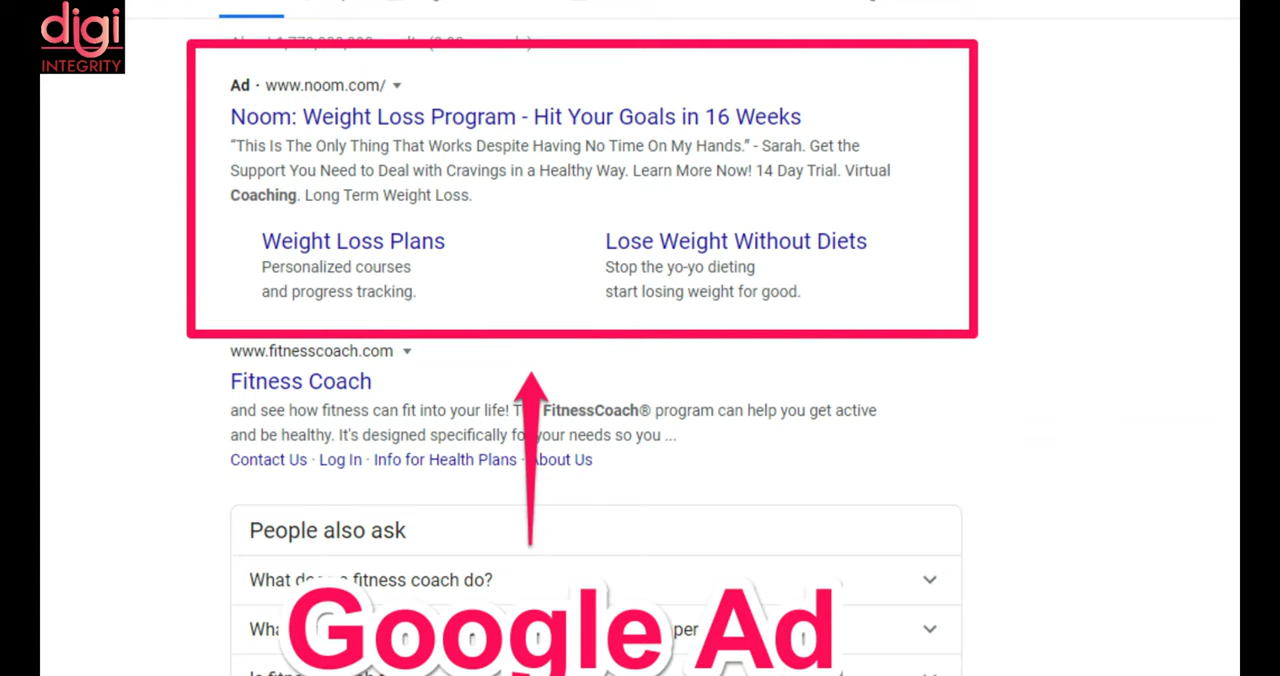 digi
INTEGRITY
Ad · www.noom.com/
Noom: Weight Loss Program - Hit Your Goals in 16 Weeks
“This Is The Only Thing That Works Despite Having No Time On My Hands.” - Sarah. Get the
Support You Need to Deal with Cravings in a Healthy Way. Learn More Now! 14 Day Trial. Virtual
Coaching. Long Term Weight Loss.
Weight Loss Plans
Personalized courses
and progress tracking.
Lose Weight Without Diets
Stop the yo-yo dieting
start losing weight for good.
www.fitnesscoach.com
Fitness Coach
and see how fitness can fit into your life! FitnessCoach® program can help you get active
and be healthy. It's designed specifically for your needs so you ...
Contact Us · Log In · Info for Health Plans · About Us
People also ask
What fitness coach do?
Google Ad